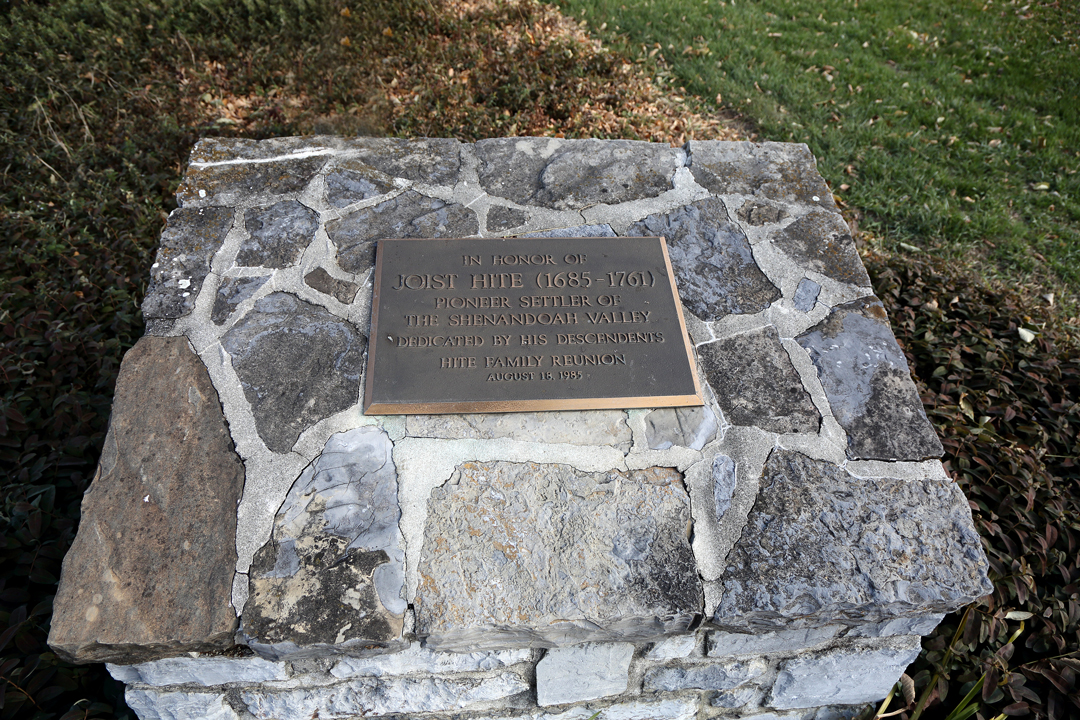 IN HONOR OF
JOIST HITE (1685-1761)
PIONEER SETTLER OF
THE SHENANDOAH VALLEY
DEDICATED BY HIS DESCENDENTS
HITE FAMILY REUNION
AUGUST 18, 1985